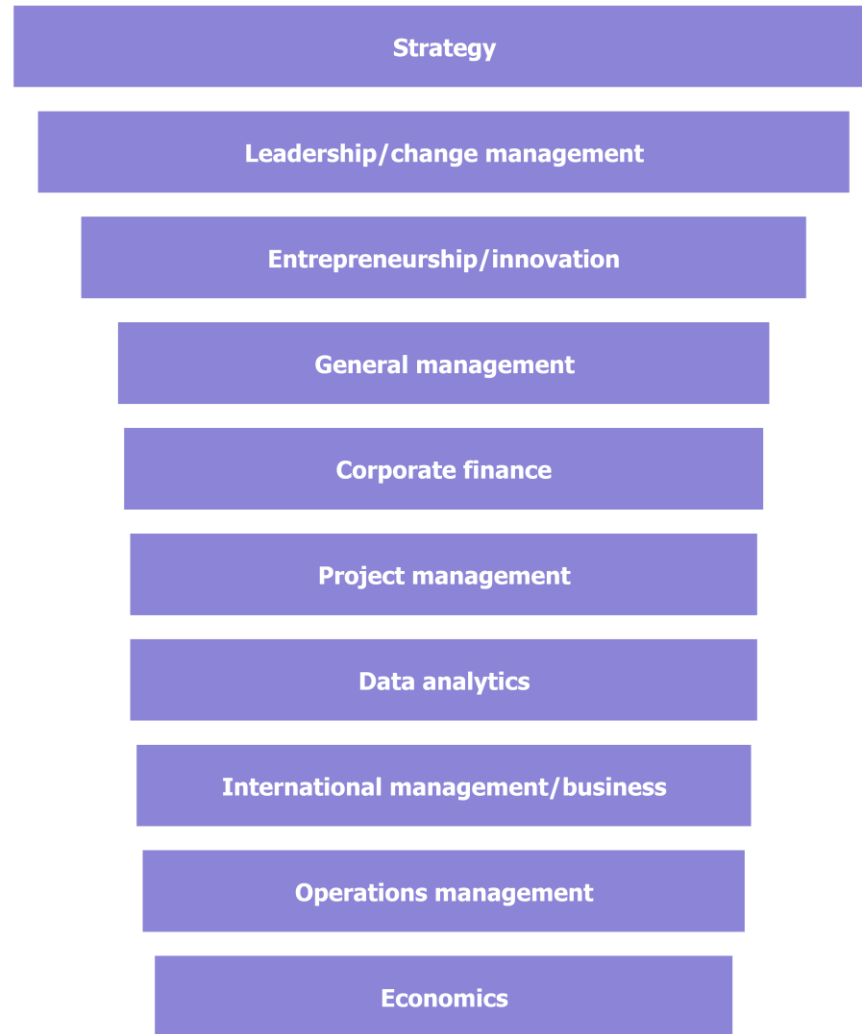 Strategy
Leadership/change management
Entrepreneurship/innovation
General management
Corporate finance
Project management
Data analytics
International management/business
Operations management
Economics